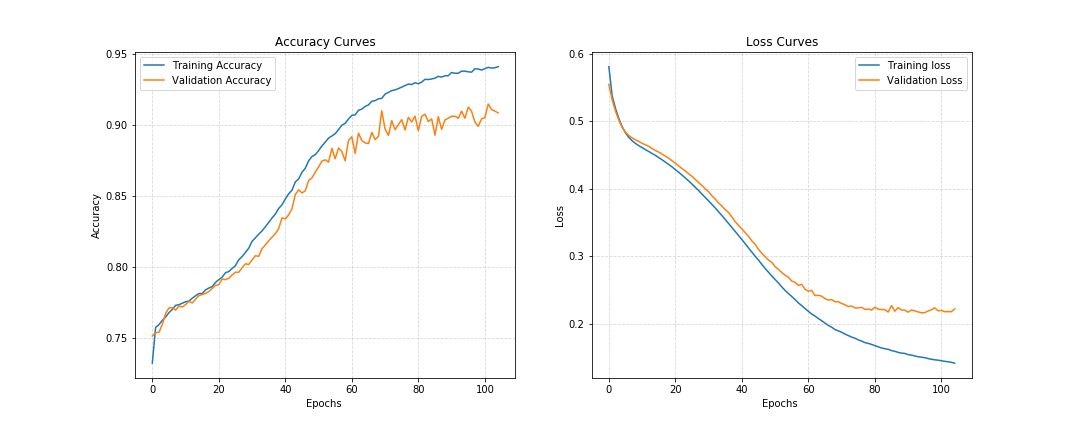 Accuracy Curves
Training Accuracy
Validation Accuracy
0.95
0.90
0.85
0.80
0.75
Accuracy
0 20 40 60 80 100
Epochs
Loss Curves
Training loss
Validation Loss
0.6
0.5
0.4
0.3
0.2
Loss
0 20 40 60 80 100
Epochs